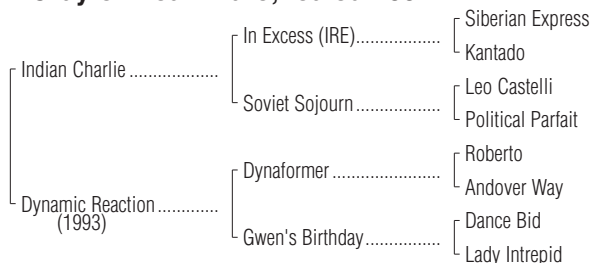 Siberian Express
In Excess (IRE)...................
Kantado
Indian Charlie ...................
Leo Castelli
Soviet Sojourn ..................
Political Parfait
Roberto
Dynaformer .......................
Andover Way
Dynamic Reaction.............
(1993)
Dance Bid
Gwen's Birthday................
Lady Intrepid